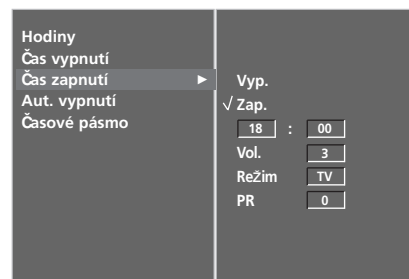 Hodiny
Čas vypnutí
Čas zapnutí ►
Aut. vypnutí
Časové pásmo
Vyp.
√ Zap.
18 : 00
Vol. 3
Režim TV
PR 0